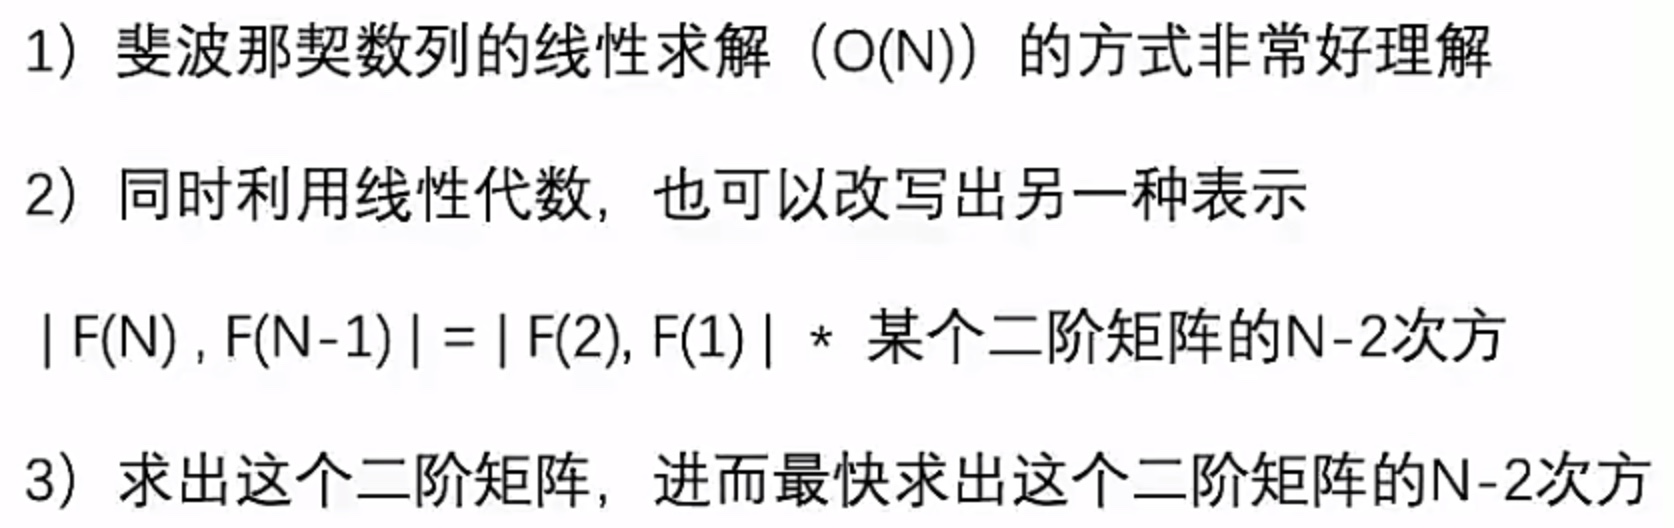 1）斐波那契数列的线性求解（O(N)）的方式非常好理解
2）同时利用线性代数，也可以改写出另一种表示
| F(N) , F(N-1) | = | F(2), F(1) |  *  某个二阶矩阵的N-2次方
3）求出这个二阶矩阵，进而最快求出这个二阶矩阵的N-2次方